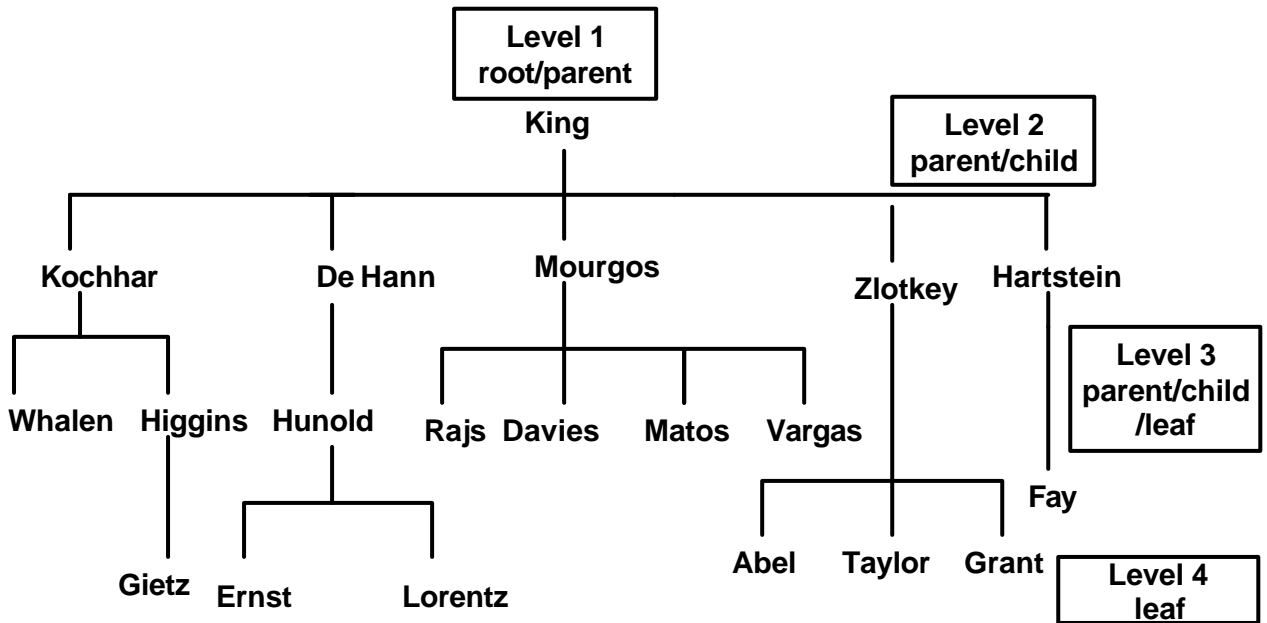 Level 1
root/parent
King
Level 2
parent/child
Kochhar
De Hann
Mourgos
Zlotkey
Hartstein
Level 3
parent/child
/leaf
Whalen
Higgins
Hunold
Rajs
Davies
Matos
Vargas
Fay
Gietz
Ernst
Lorentz
Abel
Taylor
Grant
Level 4
leaf